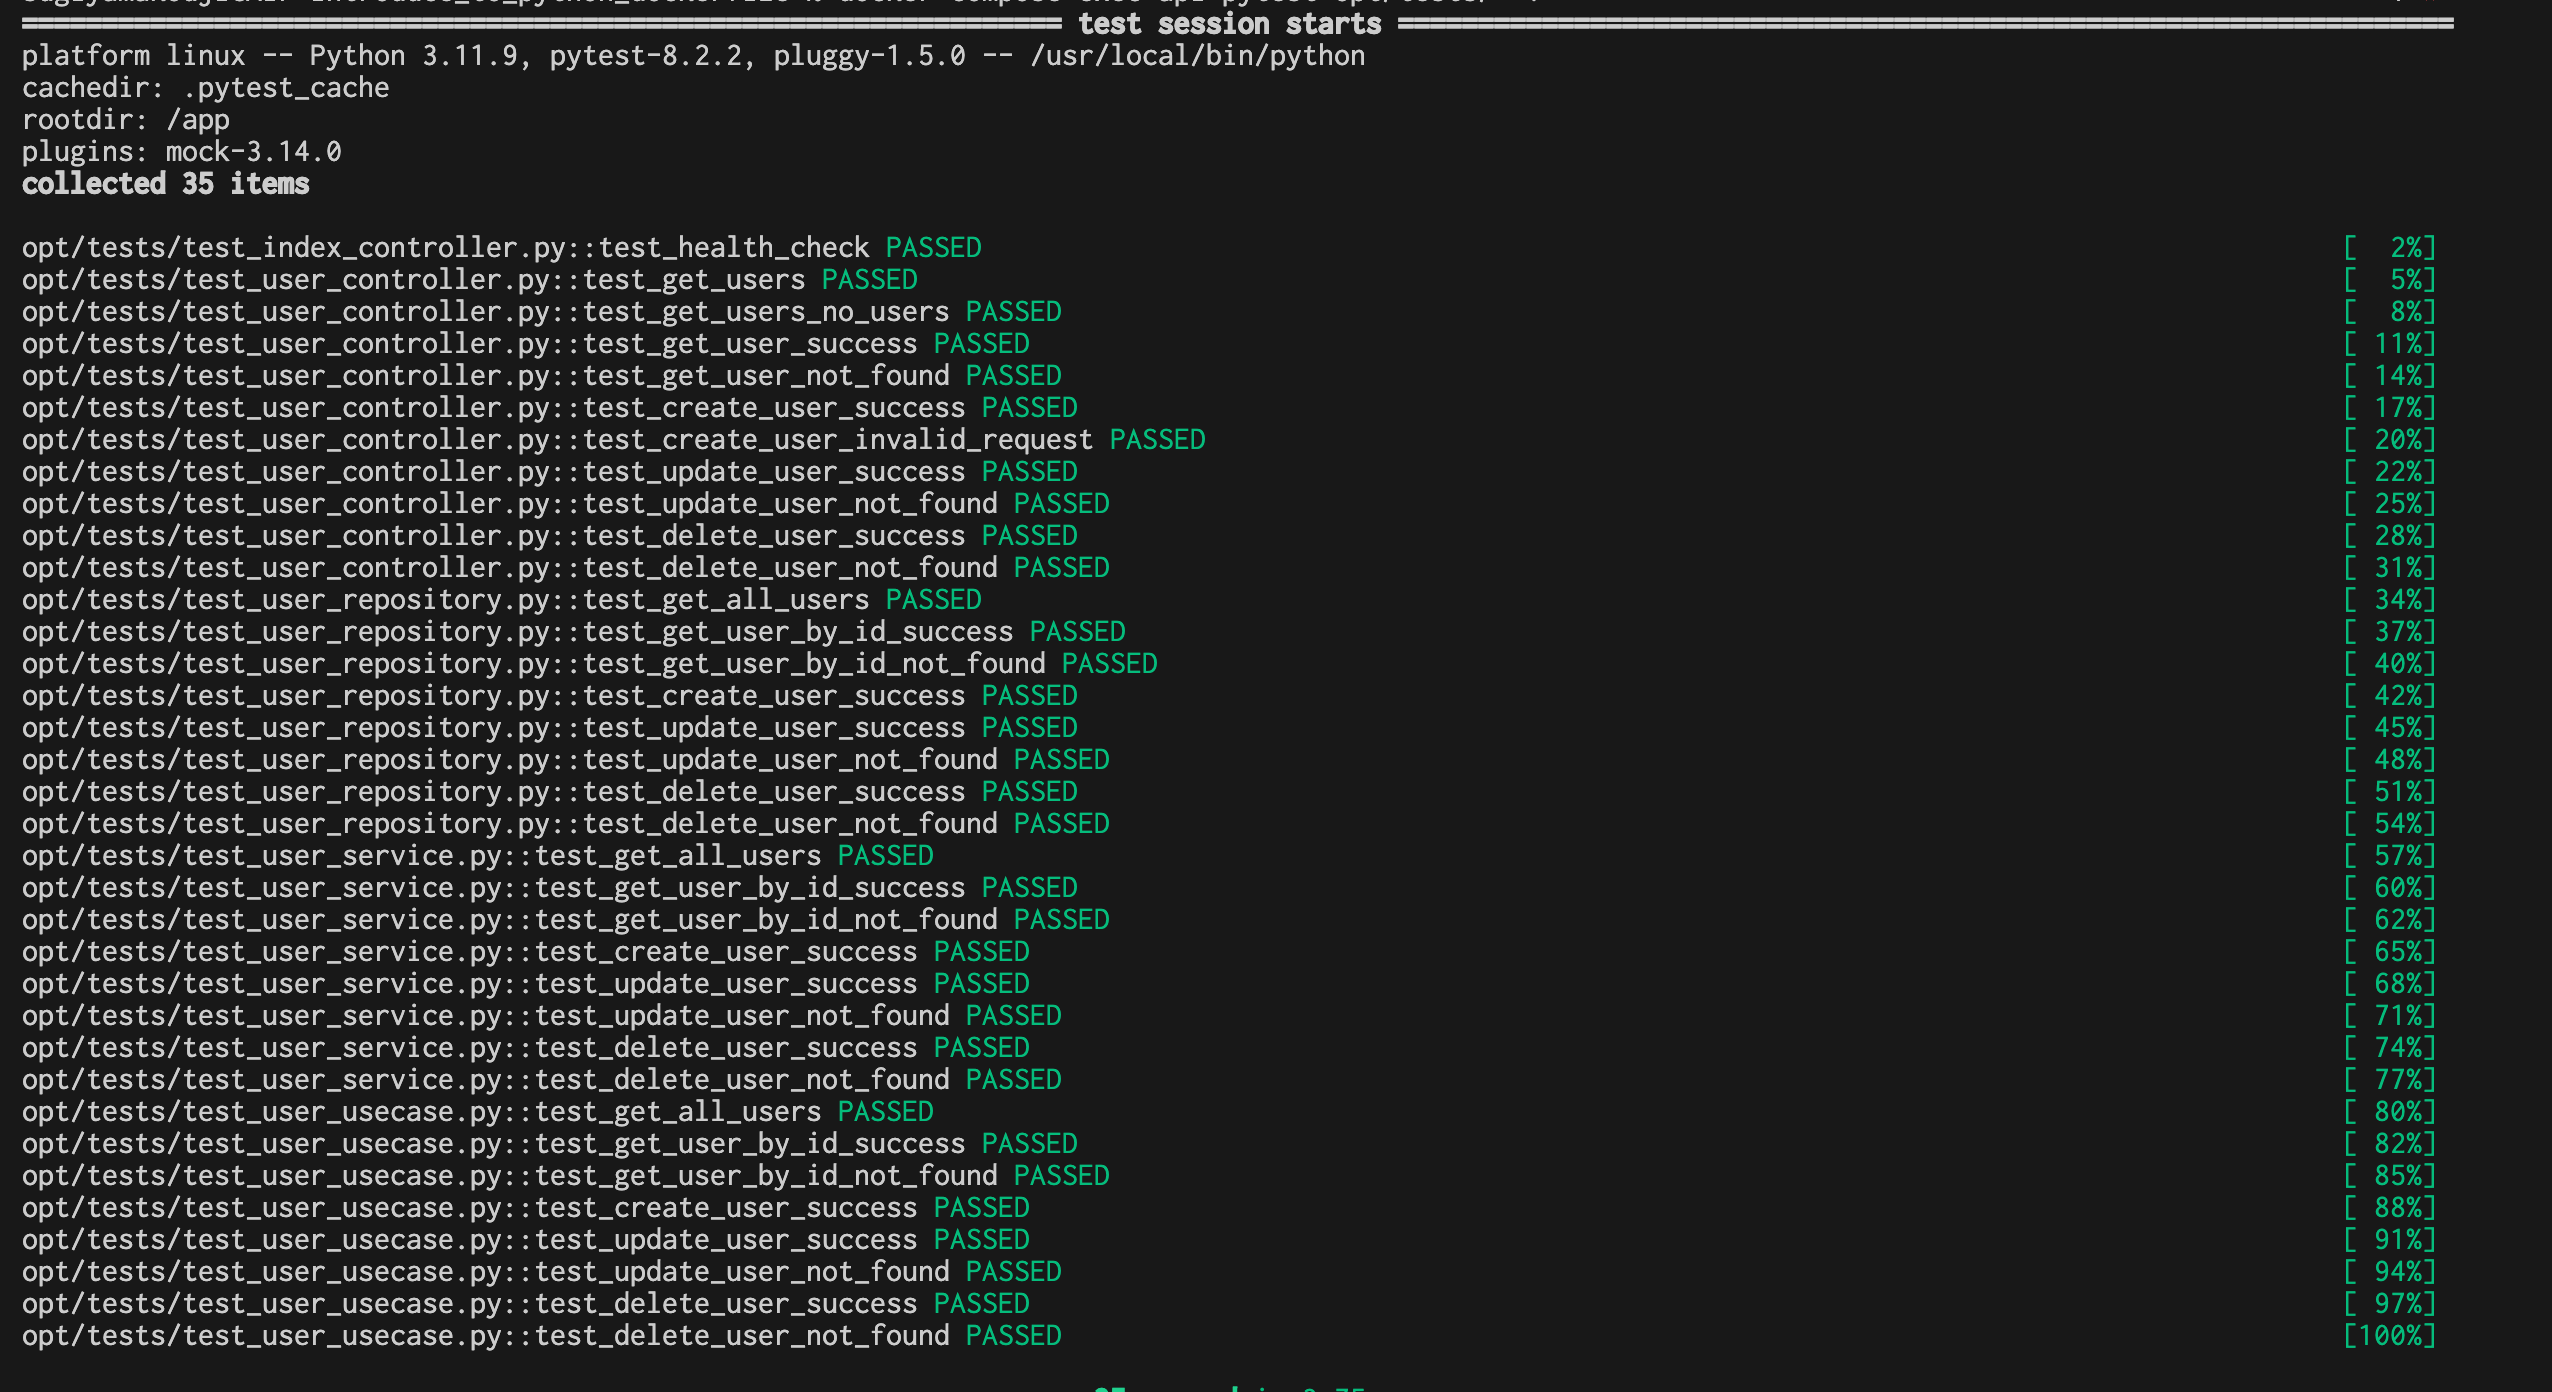 test session starts
platform linux -- Python 3.11.9, pytest-8.2.2, pluggy-1.5.0 -- /usr/local/bin/python
cachedir: .pytest_cache
rootdir: /app
plugins: mock-3.14.0
collected 35 items
opt/tests/test_index_controller.py::test_health_check PASSED [  2%]
opt/tests/test_user_controller.py::test_get_users PASSED [  5%]
opt/tests/test_user_controller.py::test_get_users_no_users PASSED [  8%]
opt/tests/test_user_controller.py::test_get_user_success PASSED [ 11%]
opt/tests/test_user_controller.py::test_get_user_not_found PASSED [ 14%]
opt/tests/test_user_controller.py::test_create_user_success PASSED [ 17%]
opt/tests/test_user_controller.py::test_create_user_invalid_request PASSED [ 20%]
opt/tests/test_user_controller.py::test_update_user_success PASSED [ 22%]
opt/tests/test_user_controller.py::test_update_user_not_found PASSED [ 25%]
opt/tests/test_user_controller.py::test_delete_user_success PASSED [ 28%]
opt/tests/test_user_controller.py::test_delete_user_not_found PASSED [ 31%]
opt/tests/test_user_repository.py::test_get_all_users PASSED [ 34%]
opt/tests/test_user_repository.py::test_get_user_by_id_success PASSED [ 37%]
opt/tests/test_user_repository.py::test_get_user_by_id_not_found PASSED [ 40%]
opt/tests/test_user_repository.py::test_create_user_success PASSED [ 42%]
opt/tests/test_user_repository.py::test_update_user_success PASSED [ 45%]
opt/tests/test_user_repository.py::test_update_user_not_found PASSED [ 48%]
opt/tests/test_user_repository.py::test_delete_user_success PASSED [ 51%]
opt/tests/test_user_repository.py::test_delete_user_not_found PASSED [ 54%]
opt/tests/test_user_service.py::test_get_all_users PASSED [ 57%]
opt/tests/test_user_service.py::test_get_user_by_id_success PASSED [ 60%]
opt/tests/test_user_service.py::test_get_user_by_id_not_found PASSED [ 62%]
opt/tests/test_user_service.py::test_create_user_success PASSED [ 65%]
opt/tests/test_user_service.py::test_update_user_success PASSED [ 68%]
opt/tests/test_user_service.py::test_update_user_not_found PASSED [ 71%]
opt/tests/test_user_service.py::test_delete_user_success PASSED [ 74%]
opt/tests/test_user_service.py::test_delete_user_not_found PASSED [ 77%]
opt/tests/test_user_usecase.py::test_get_all_users PASSED [ 80%]
opt/tests/test_user_usecase.py::test_get_user_by_id_success PASSED [ 82%]
opt/tests/test_user_usecase.py::test_get_user_by_id_not_found PASSED [ 85%]
opt/tests/test_user_usecase.py::test_create_user_success PASSED [ 88%]
opt/tests/test_user_usecase.py::test_update_user_success PASSED [ 91%]
opt/tests/test_user_usecase.py::test_update_user_not_found PASSED [ 94%]
opt/tests/test_user_usecase.py::test_delete_user_success PASSED [ 97%]
opt/tests/test_user_usecase.py::test_delete_user_not_found PASSED [100%]